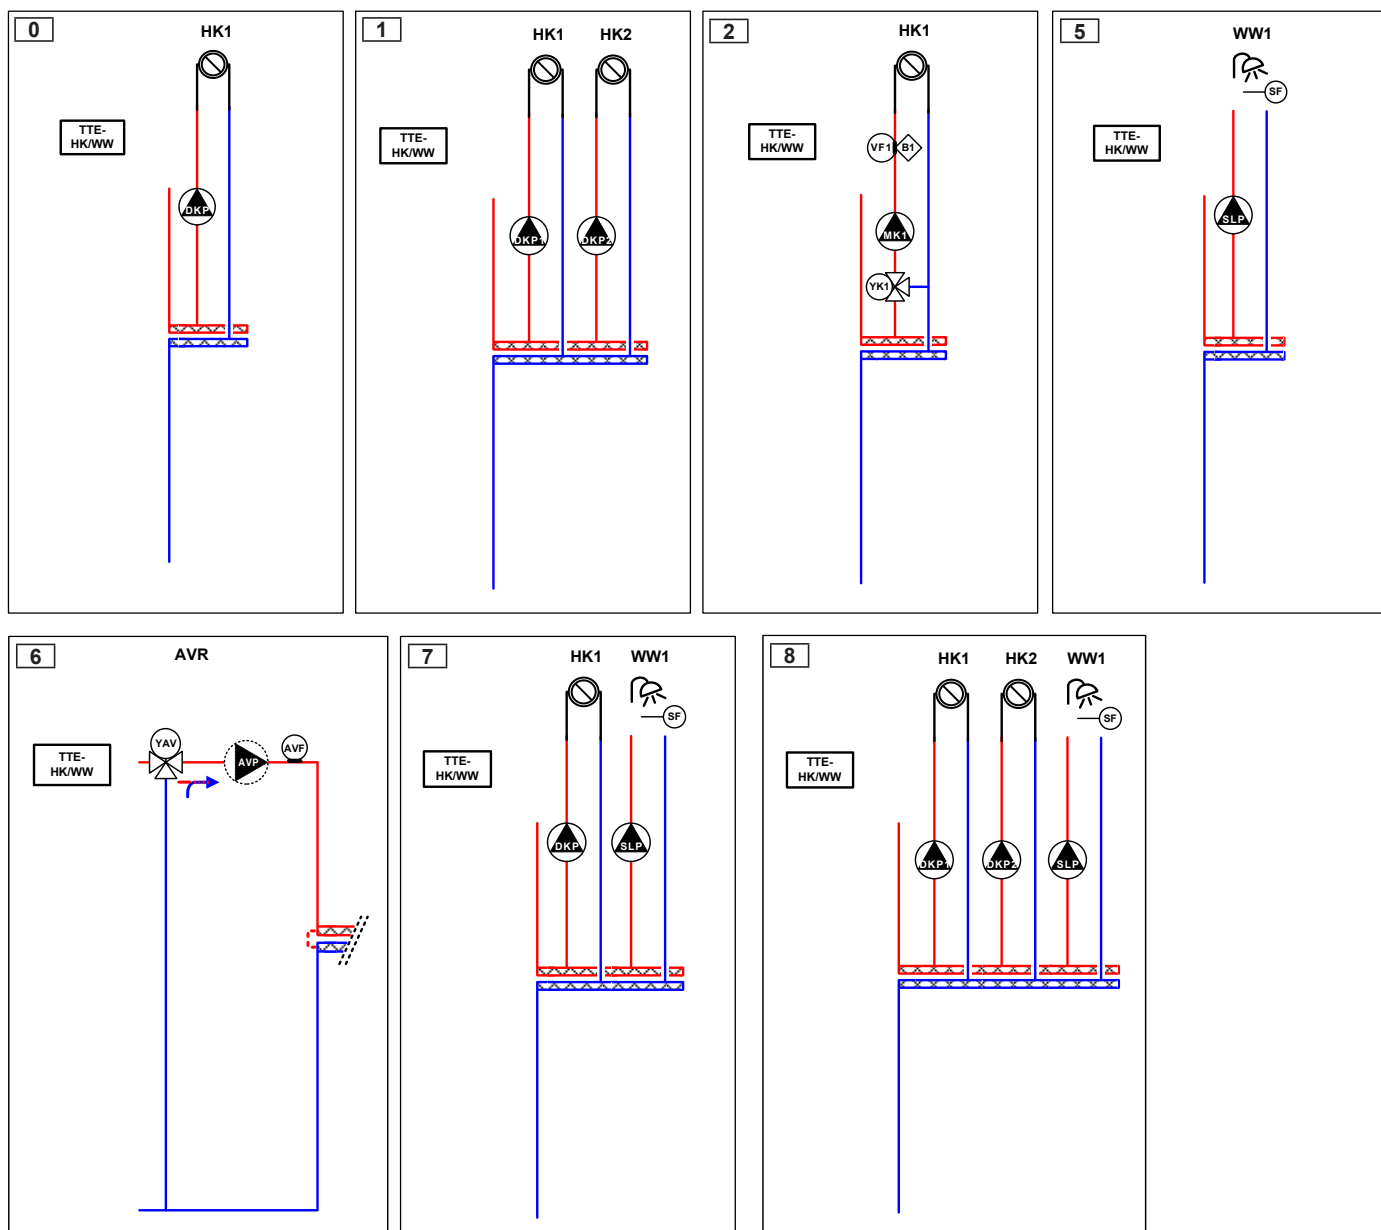 0
HK1
TTE-
HK/WW
DKP
1
HK1 HK2
TTE-
HK/WW
DKP1 DKP2
2
HK1
TTE-
HK/WW
VF1 B1
MK1
YK1
5
WW1
SF
TTE-
HK/WW
SLP
6
AVR
YAV
AVF
TTE-
HK/WW
AVP
7
HK1 WW1
SF
TTE-
HK/WW
DKP SLP
8
HK1 HK2 WW1
SF
TTE-
HK/WW
DKP1 DKP2 SLP